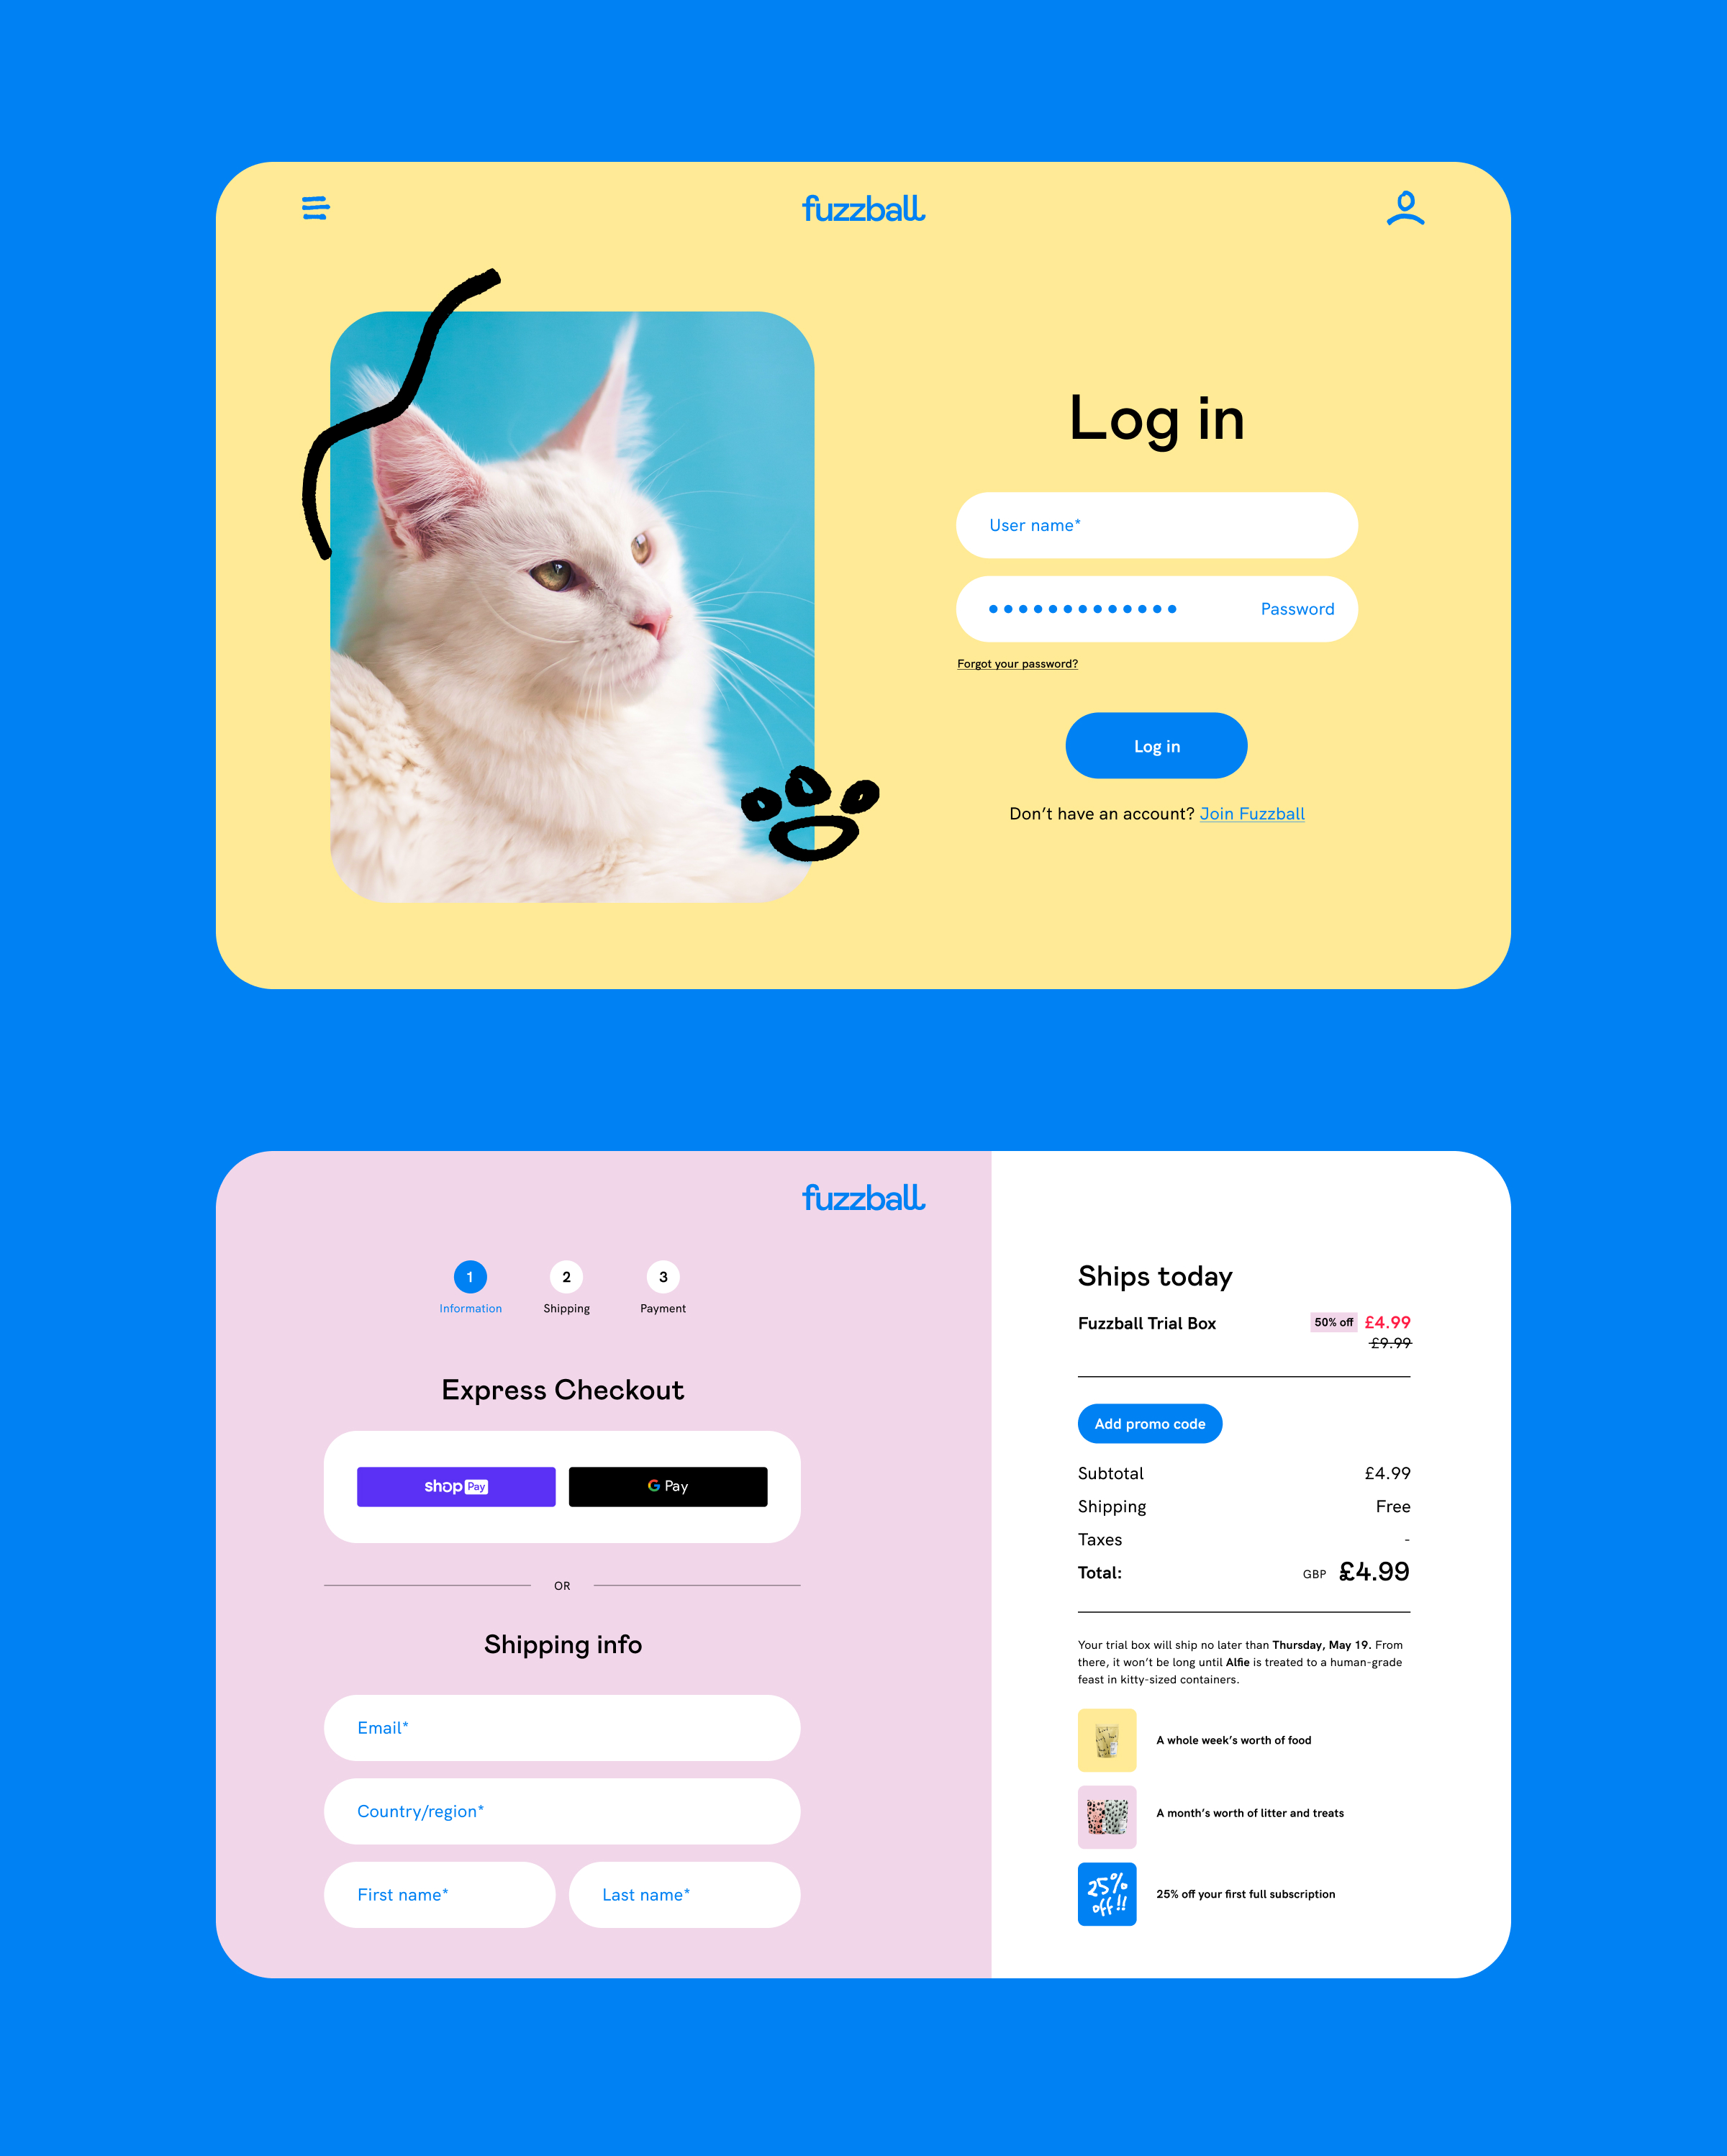 fuzzball
Log in
User name*
Password
Forgot your password?
Log in
Don’t have an account? Join Fuzzball
fuzzball
1
2
3
Information
Shipping
Payment
Express Checkout
shop Pay
G Pay
OR
Shipping info
Email*
Country/region*
First name*
Last name*
Ships today
Fuzzball Trial Box
50% off
£4.99
£9.99
Add promo code
Subtotal
£4.99
Shipping
Free
Taxes
-
Total:
GBP £4.99
Your trial box will ship no later than Thursday, May 19. From
there, it won’t be long until Alfie is treated to a human-grade
feast in kitty-sized containers.
A whole week’s worth of food
A month’s worth of litter and treats
25%
off!!
25% off your first full subscription